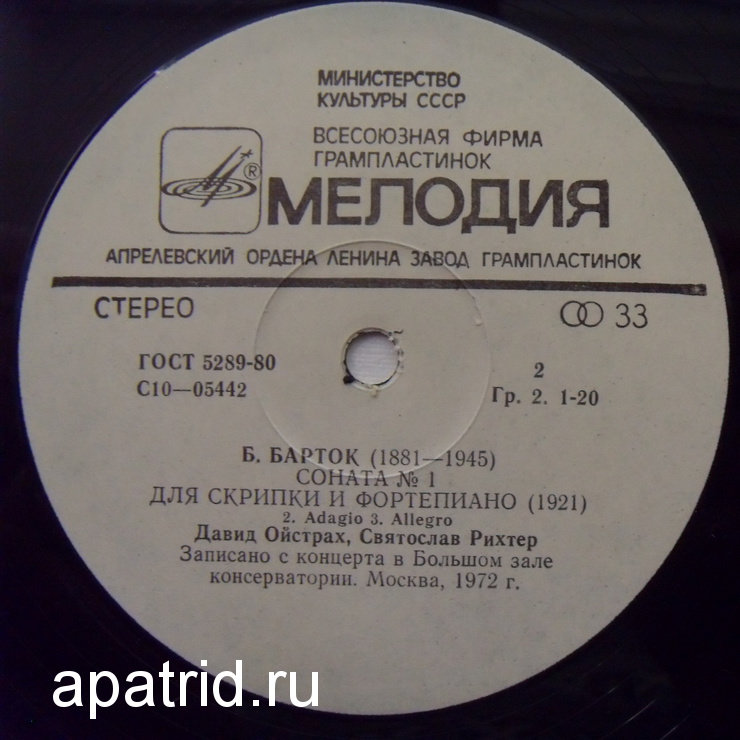 МИНИСТЕРСТВО
КУЛЬТУРЫ СССР
ВСЕСОЮЗНАЯ ФИРМА
ГРАМПЛАСТИНОК
®
МЕЛОДИЯ
АПРЕЛЕВСКИЙ ОРДЕНА ЛЕНИНА ЗАВОД ГРАМПЛАСТИНОК
СТЕРЕО 33
ГОСТ 5289-80
С10—05442
2
Гр. 2. 1-20
Б. БАРТОК (1881—1945)
СОНАТА № 1
ДЛЯ СКРИПКИ И ФОРТЕПИАНО (1921)
2. Adagio 3. Allegro
Давид Ойстрах, Святослав Рихтер
Записано с концерта в Большом зале
консерватории. Москва, 1972 г.
apatrid.ru